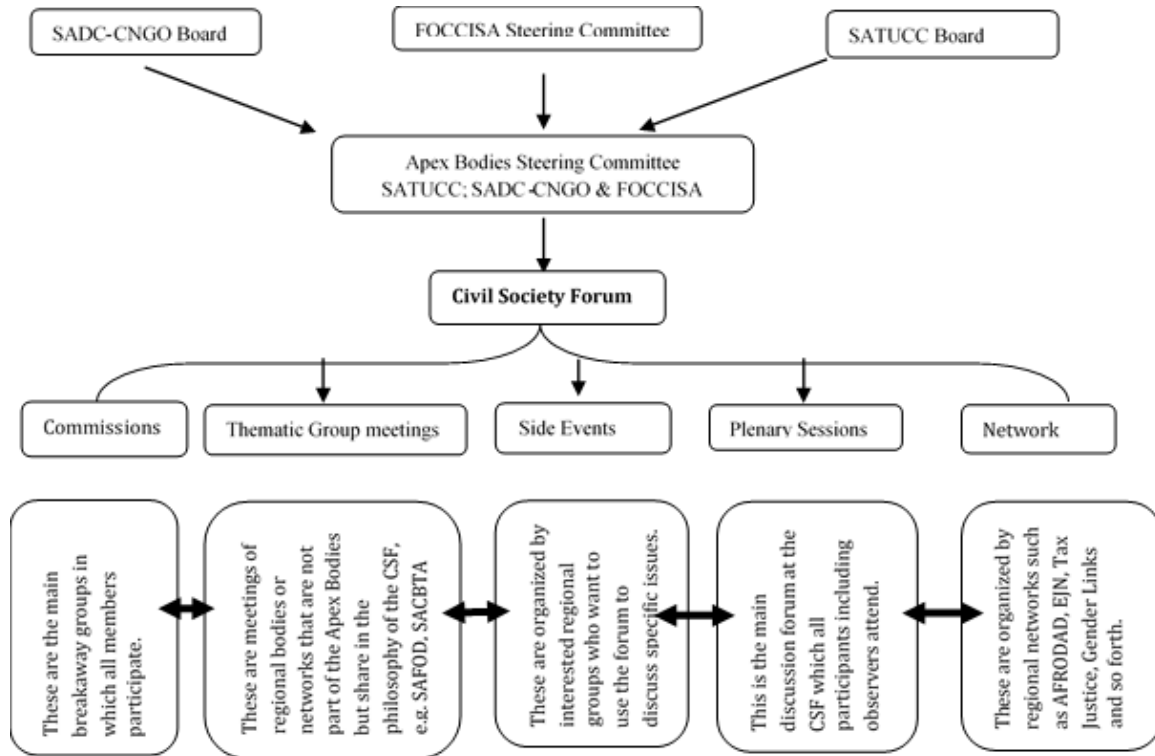 SADC-CNGO Board
FOCCISA Steering Committee
SATUCC Board
Apex Bodies Steering Committee
SATUCC; SADC-CNGO & FOCCISA
Civil Society Forum
Commissions
Thematic Group meetings
Side Events
Plenary Sessions
Network
These are the main
breakaway groups in
which all members
participate.
These are meetings of
regional bodies or
networks that are not
part of the Apex Bodies
but share in the
philosophy of the CSF,
e.g. SAFOD, SACBTA
These are organized by
interested regional
groups who want to
use the forum to
discuss specific issues.
This is the main
discussion forum at the
CSF which all
participants including
observers attend.
These are organized by
regional networks such
as AFRODAD, EJN, Tax
Justice, Gender Links
and so forth.